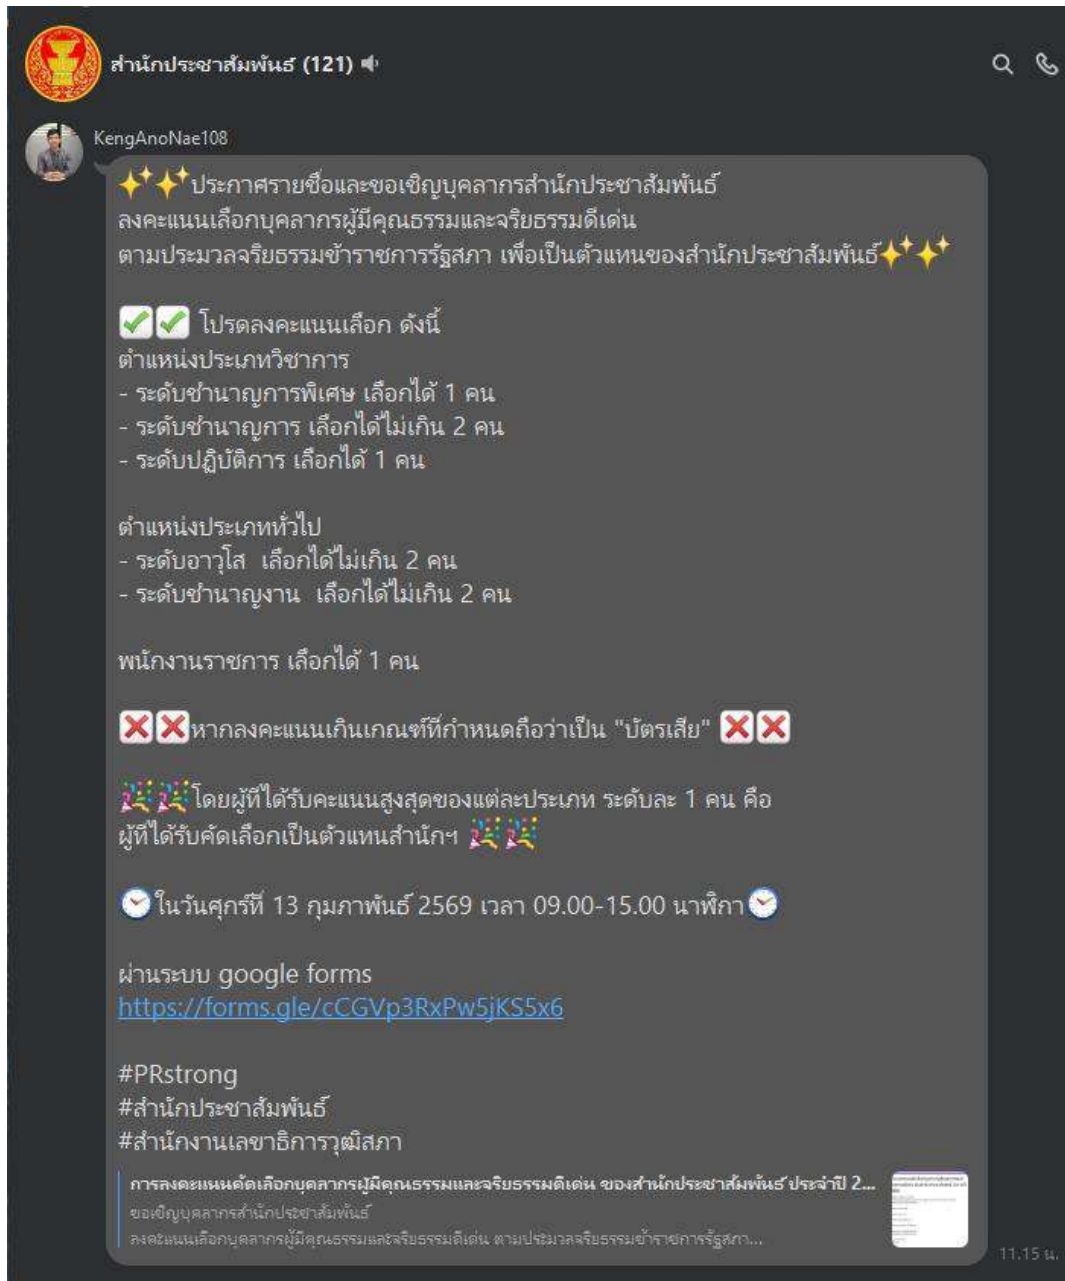 สำนักประชาสัมพันธ์ (121)
KengAnoNae108
✨✨ประกาศรายชื่อและขอเชิญบุคลากรสำนักประชาสัมพันธ์
ลงคะแนนเลือกบุคลากรผู้มีคุณธรรมและจริยธรรมดีเด่น
ตามประมวลจริยธรรมข้าราชการรัฐสภา เพื่อเป็นตัวแทนของสำนักประชาสัมพันธ์✨✨
✅✅ โปรดลงคะแนนเลือก ดังนี้
ตำแหน่งประเภทวิชาการ
- ระดับชำนาญการพิเศษ เลือกได้ 1 คน
- ระดับชำนาญการ เลือกได้ไม่เกิน 2 คน
- ระดับปฏิบัติการ เลือกได้ 1 คน
ตำแหน่งประเภททั่วไป
- ระดับอาวุโส เลือกได้ไม่เกิน 2 คน
- ระดับชำนาญงาน เลือกได้ไม่เกิน 2 คน
พนักงานราชการ เลือกได้ 1 คน
❌❌หากลงคะแนนเกินเกณฑ์ที่กำหนดถือว่าเป็น "บัตรเสีย" ❌❌
🎉🎉โดยผู้ที่ได้รับคะแนนสูงสุดของแต่ละประเภท ระดับละ 1 คน คือ
ผู้ที่ได้รับคัดเลือกเป็นตัวแทนสำนักฯ 🎉🎉
🕙ในวันศุกร์ที่ 13 กุมภาพันธ์ 2569 เวลา 09.00-15.00 นาฬิกา🕙
ผ่านระบบ google forms
https://forms.gle/cCGVp3RxPw5jKS5x6
#PRstrong
#สำนักประชาสัมพันธ์
#สำนักงานเลขาธิการวุฒิสภา
การลงคะแนนคัดเลือกบุคลากรผู้มีคุณธรรมและจริยธรรมดีเด่น ของสำนักประชาสัมพันธ์ ประจำปี 2...
ขอเชิญบุคลากรสำนักประชาสัมพันธ์
ลงคะแนนเลือกบุคลากรผู้มีคุณธรรมและจริยธรรมดีเด่น ตามประมวลจริยธรรมข้าราชการรัฐสภา...
11.15 น.